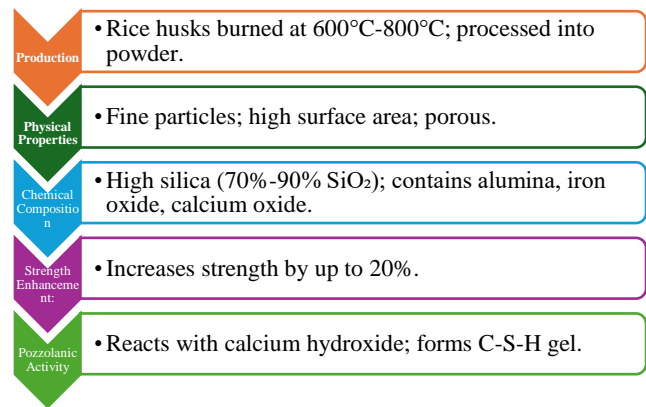 Production
• Rice husks burned at 600°C-800°C; processed into
powder.
Physical
Properties
• Fine particles; high surface area; porous.
Chemical
Compositio
n
• High silica (70%-90% SiO₂); contains alumina, iron
oxide, calcium oxide.
Strength
Enhanceme
nt:
• Increases strength by up to 20%.
Pozzolanic
Activity
• Reacts with calcium hydroxide; forms C-S-H gel.